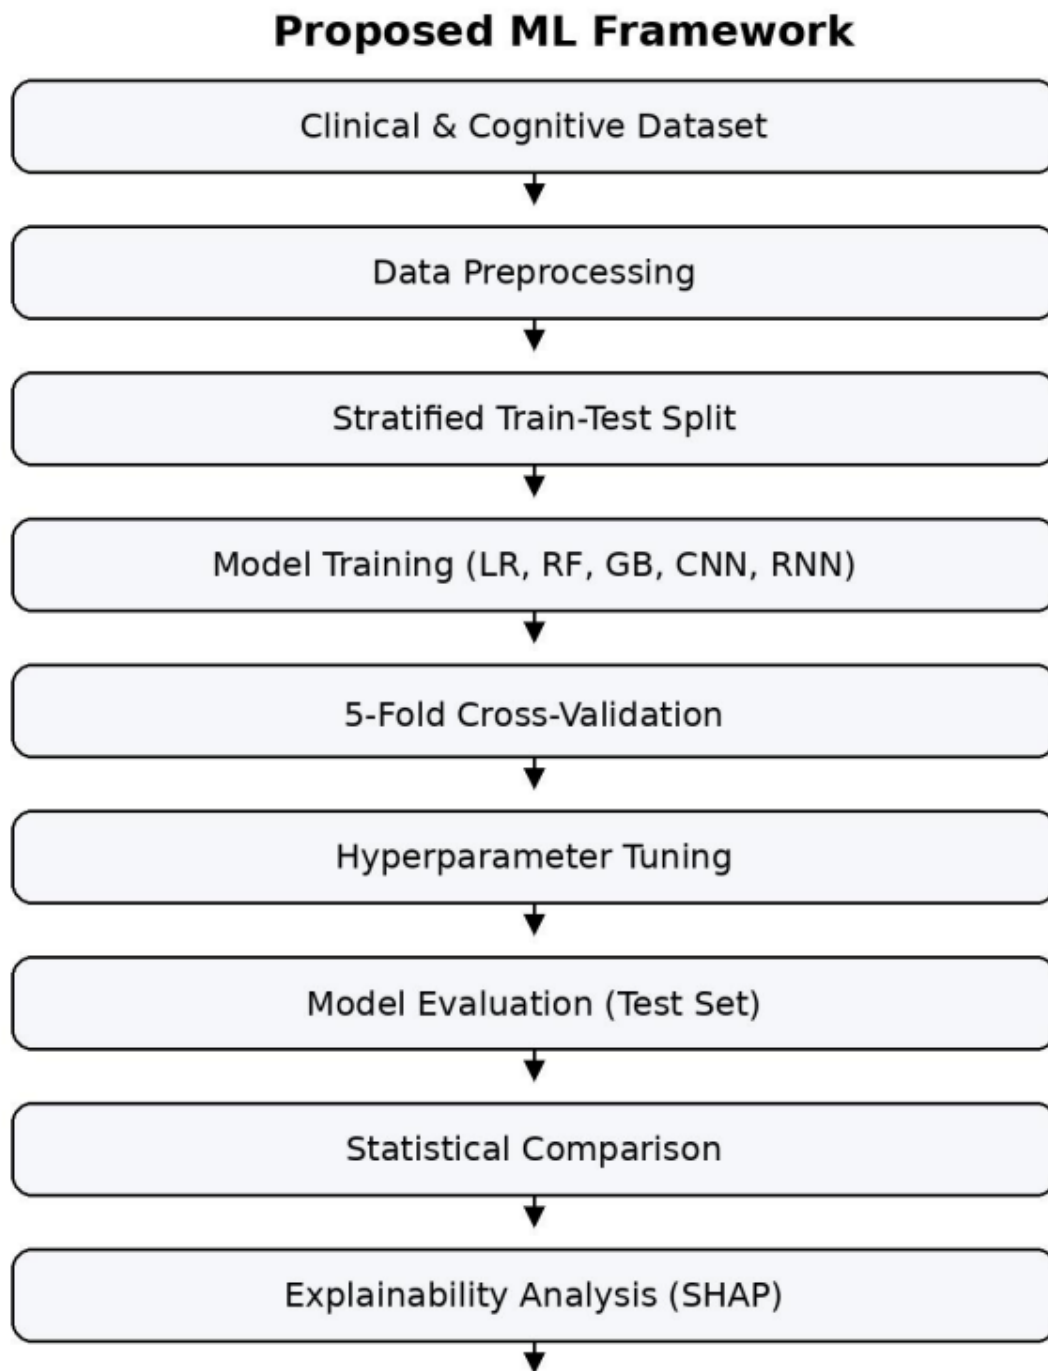 Proposed ML Framework
Clinical & Cognitive Dataset
Data Preprocessing
Stratified Train-Test Split
Model Training (LR, RF, GB, CNN, RNN)
5-Fold Cross-Validation
Hyperparameter Tuning
Model Evaluation (Test Set)
Statistical Comparison
Explainability Analysis (SHAP)